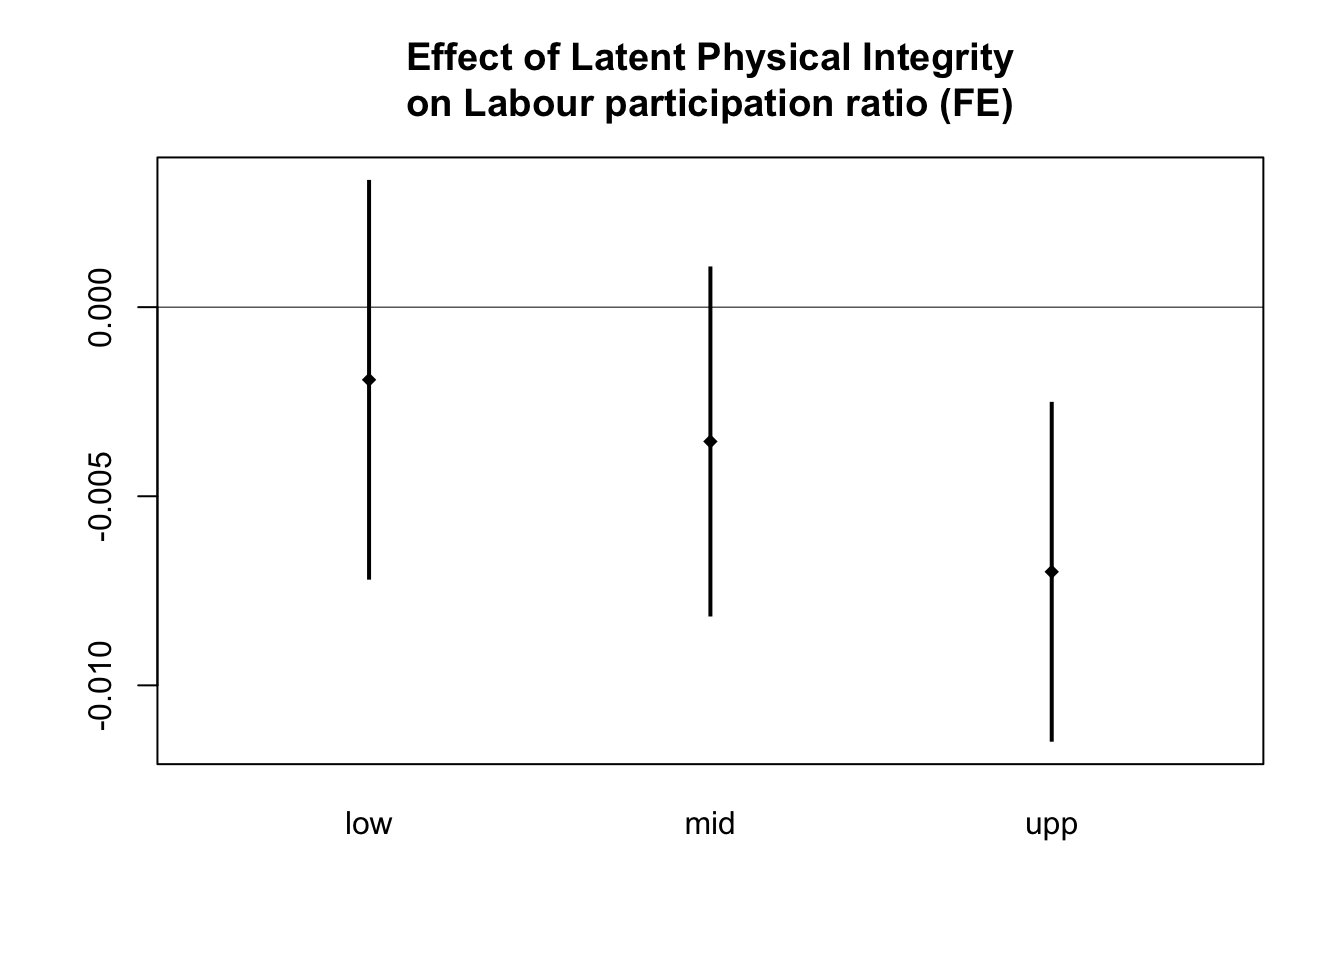 Effect of Latent Physical Integrity
on Labour participation ratio (FE)
0.000
-0.005
-0.010
low mid upp